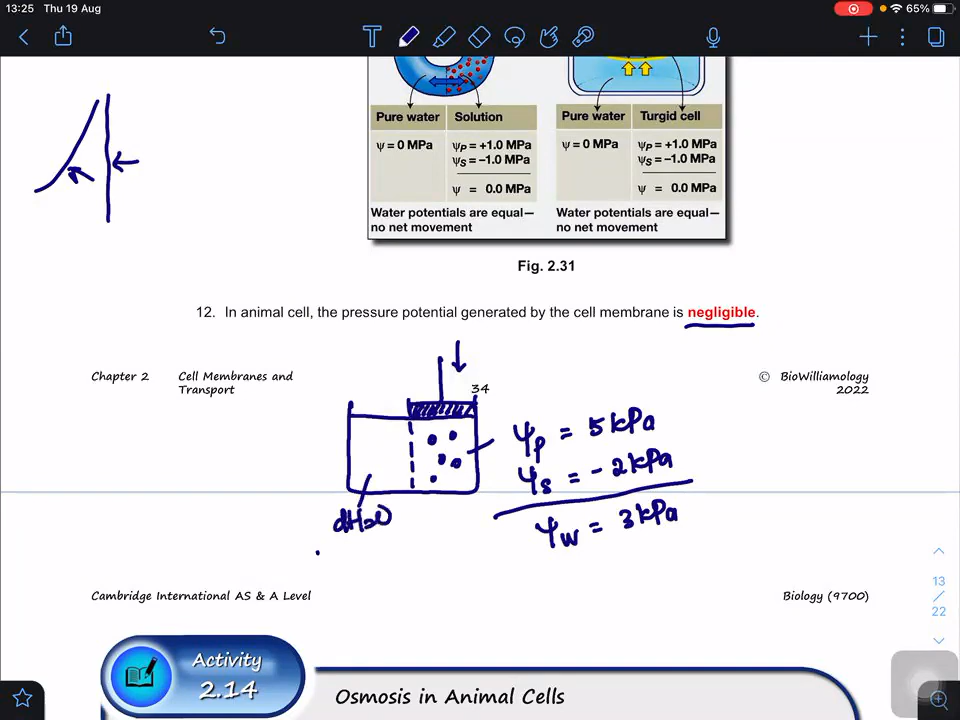 13:25 Thu 19 Aug
65%
T
Pure water Solution
Pure water Turgid cell
ψ = 0 MPa
ψP = +1.0 MPa
ψS = –1.0 MPa
ψ = 0.0 MPa
ψ = 0 MPa
ψP = +1.0 MPa
ψS = –1.0 MPa
ψ = 0.0 MPa
Water potentials are equal—
no net movement
Water potentials are equal—
no net movement
Fig. 2.31
12. In animal cell, the pressure potential generated by the cell membrane is negligible.
Chapter 2 Cell Membranes and
Transport
34
© BioWilliamology
2022
ψp = 5 kPa
ψs = - 2 kPa
ψw = 3 kPa
dH2O
13
/
22
Cambridge International AS & A Level
Biology (9700)
Activity
2.14
Osmosis in Animal Cells